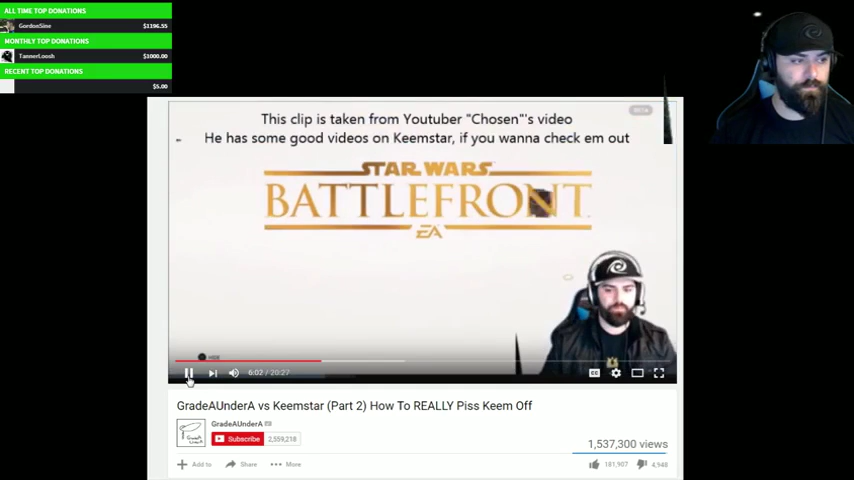 ALL TIME TOP DONATIONS
GordonSine $1196.55
MONTHLY TOP DONATIONS
TannerLoosh $1000.00
RECENT TOP DONATIONS
$5.00
This clip is taken from Youtuber "Chosen"'s video
He has some good videos on Keemstar, if you wanna check em out
STAR WARS
BATTLEFRONT
EA
6:02 / 20:27
CC
GradeAUnderA vs Keemstar (Part 2) How To REALLY Piss Keem Off
GradeAUnderA
Subscribe 2,559,218
1,537,300 views
Add to Share More 181,907 4,948